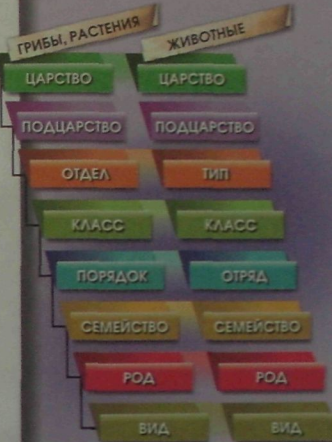 ГРИБЫ, РАСТЕНИЯ ЖИВОТНЫЕ
ЦАРСТВО ЦАРСТВО
ПОДЦАРСТВО ПОДЦАРСТВО
ОТДЕЛ ТИП
КЛАСС КЛАСС
ПОРЯДОК ОТРЯД
СЕМЕЙСТВО СЕМЕЙСТВО
РОД РОД
ВИД ВИД